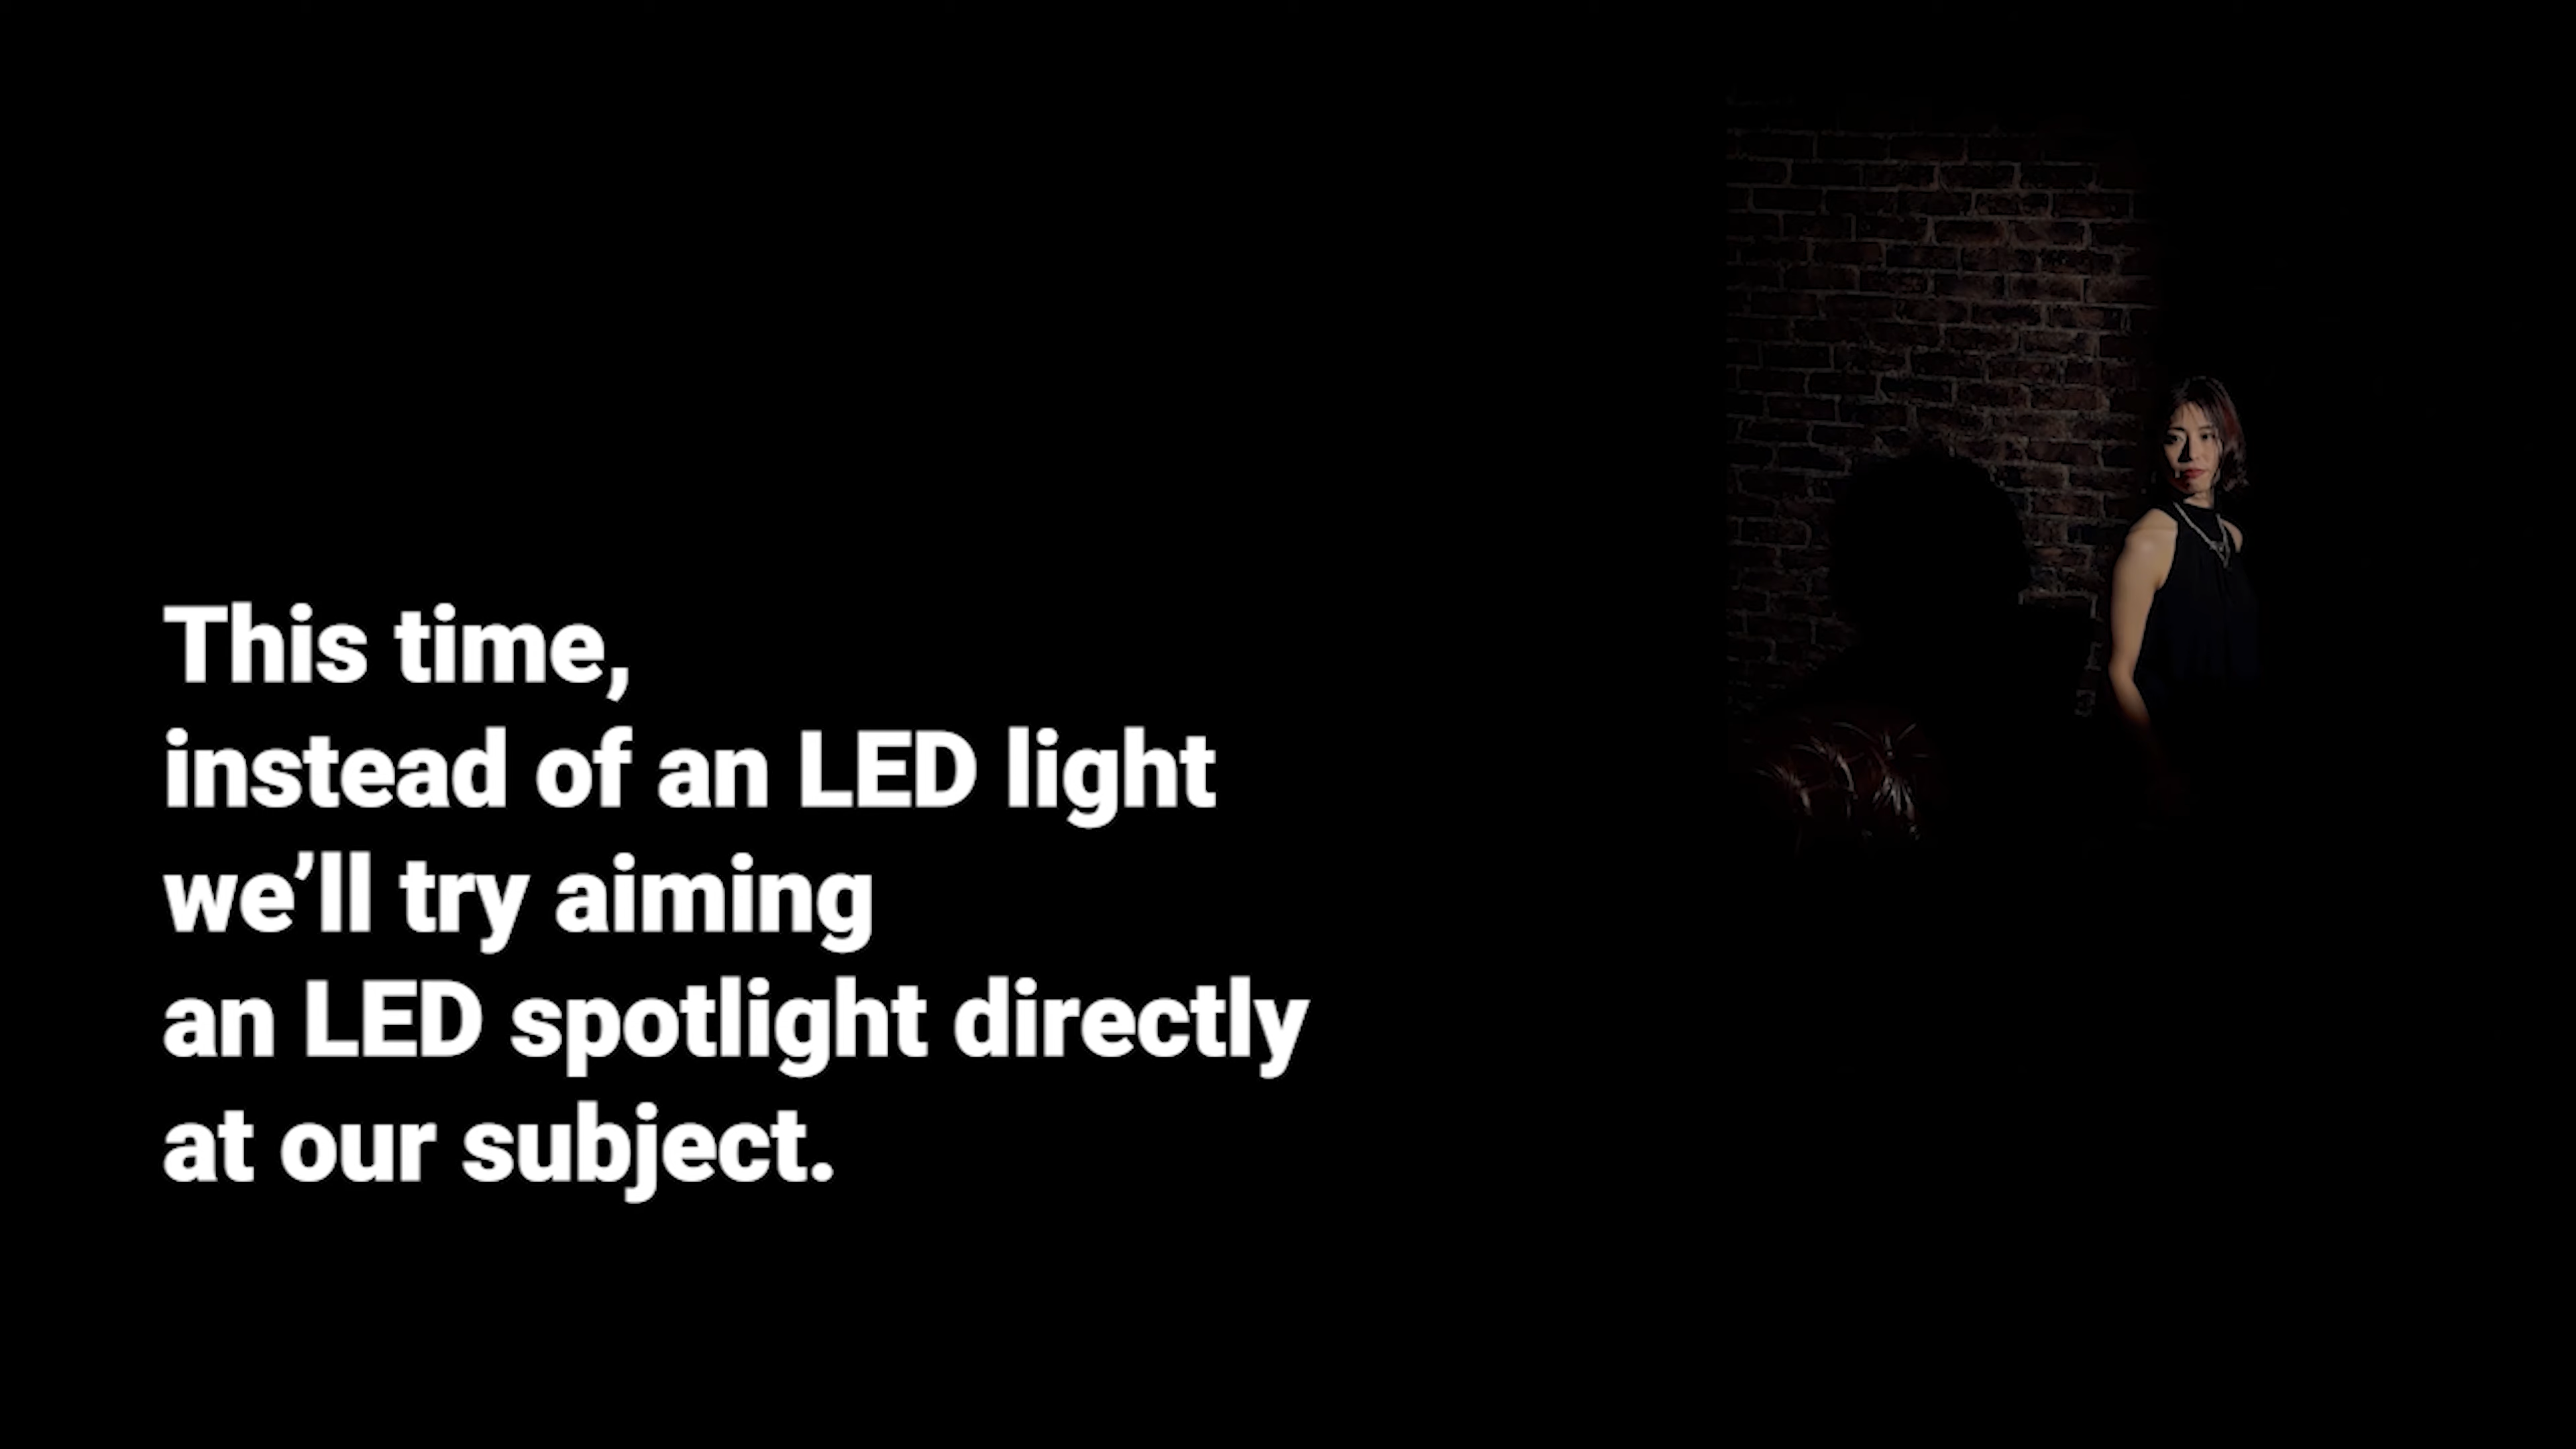 This time,
instead of an LED light
we’ll try aiming
an LED spotlight directly
at our subject.